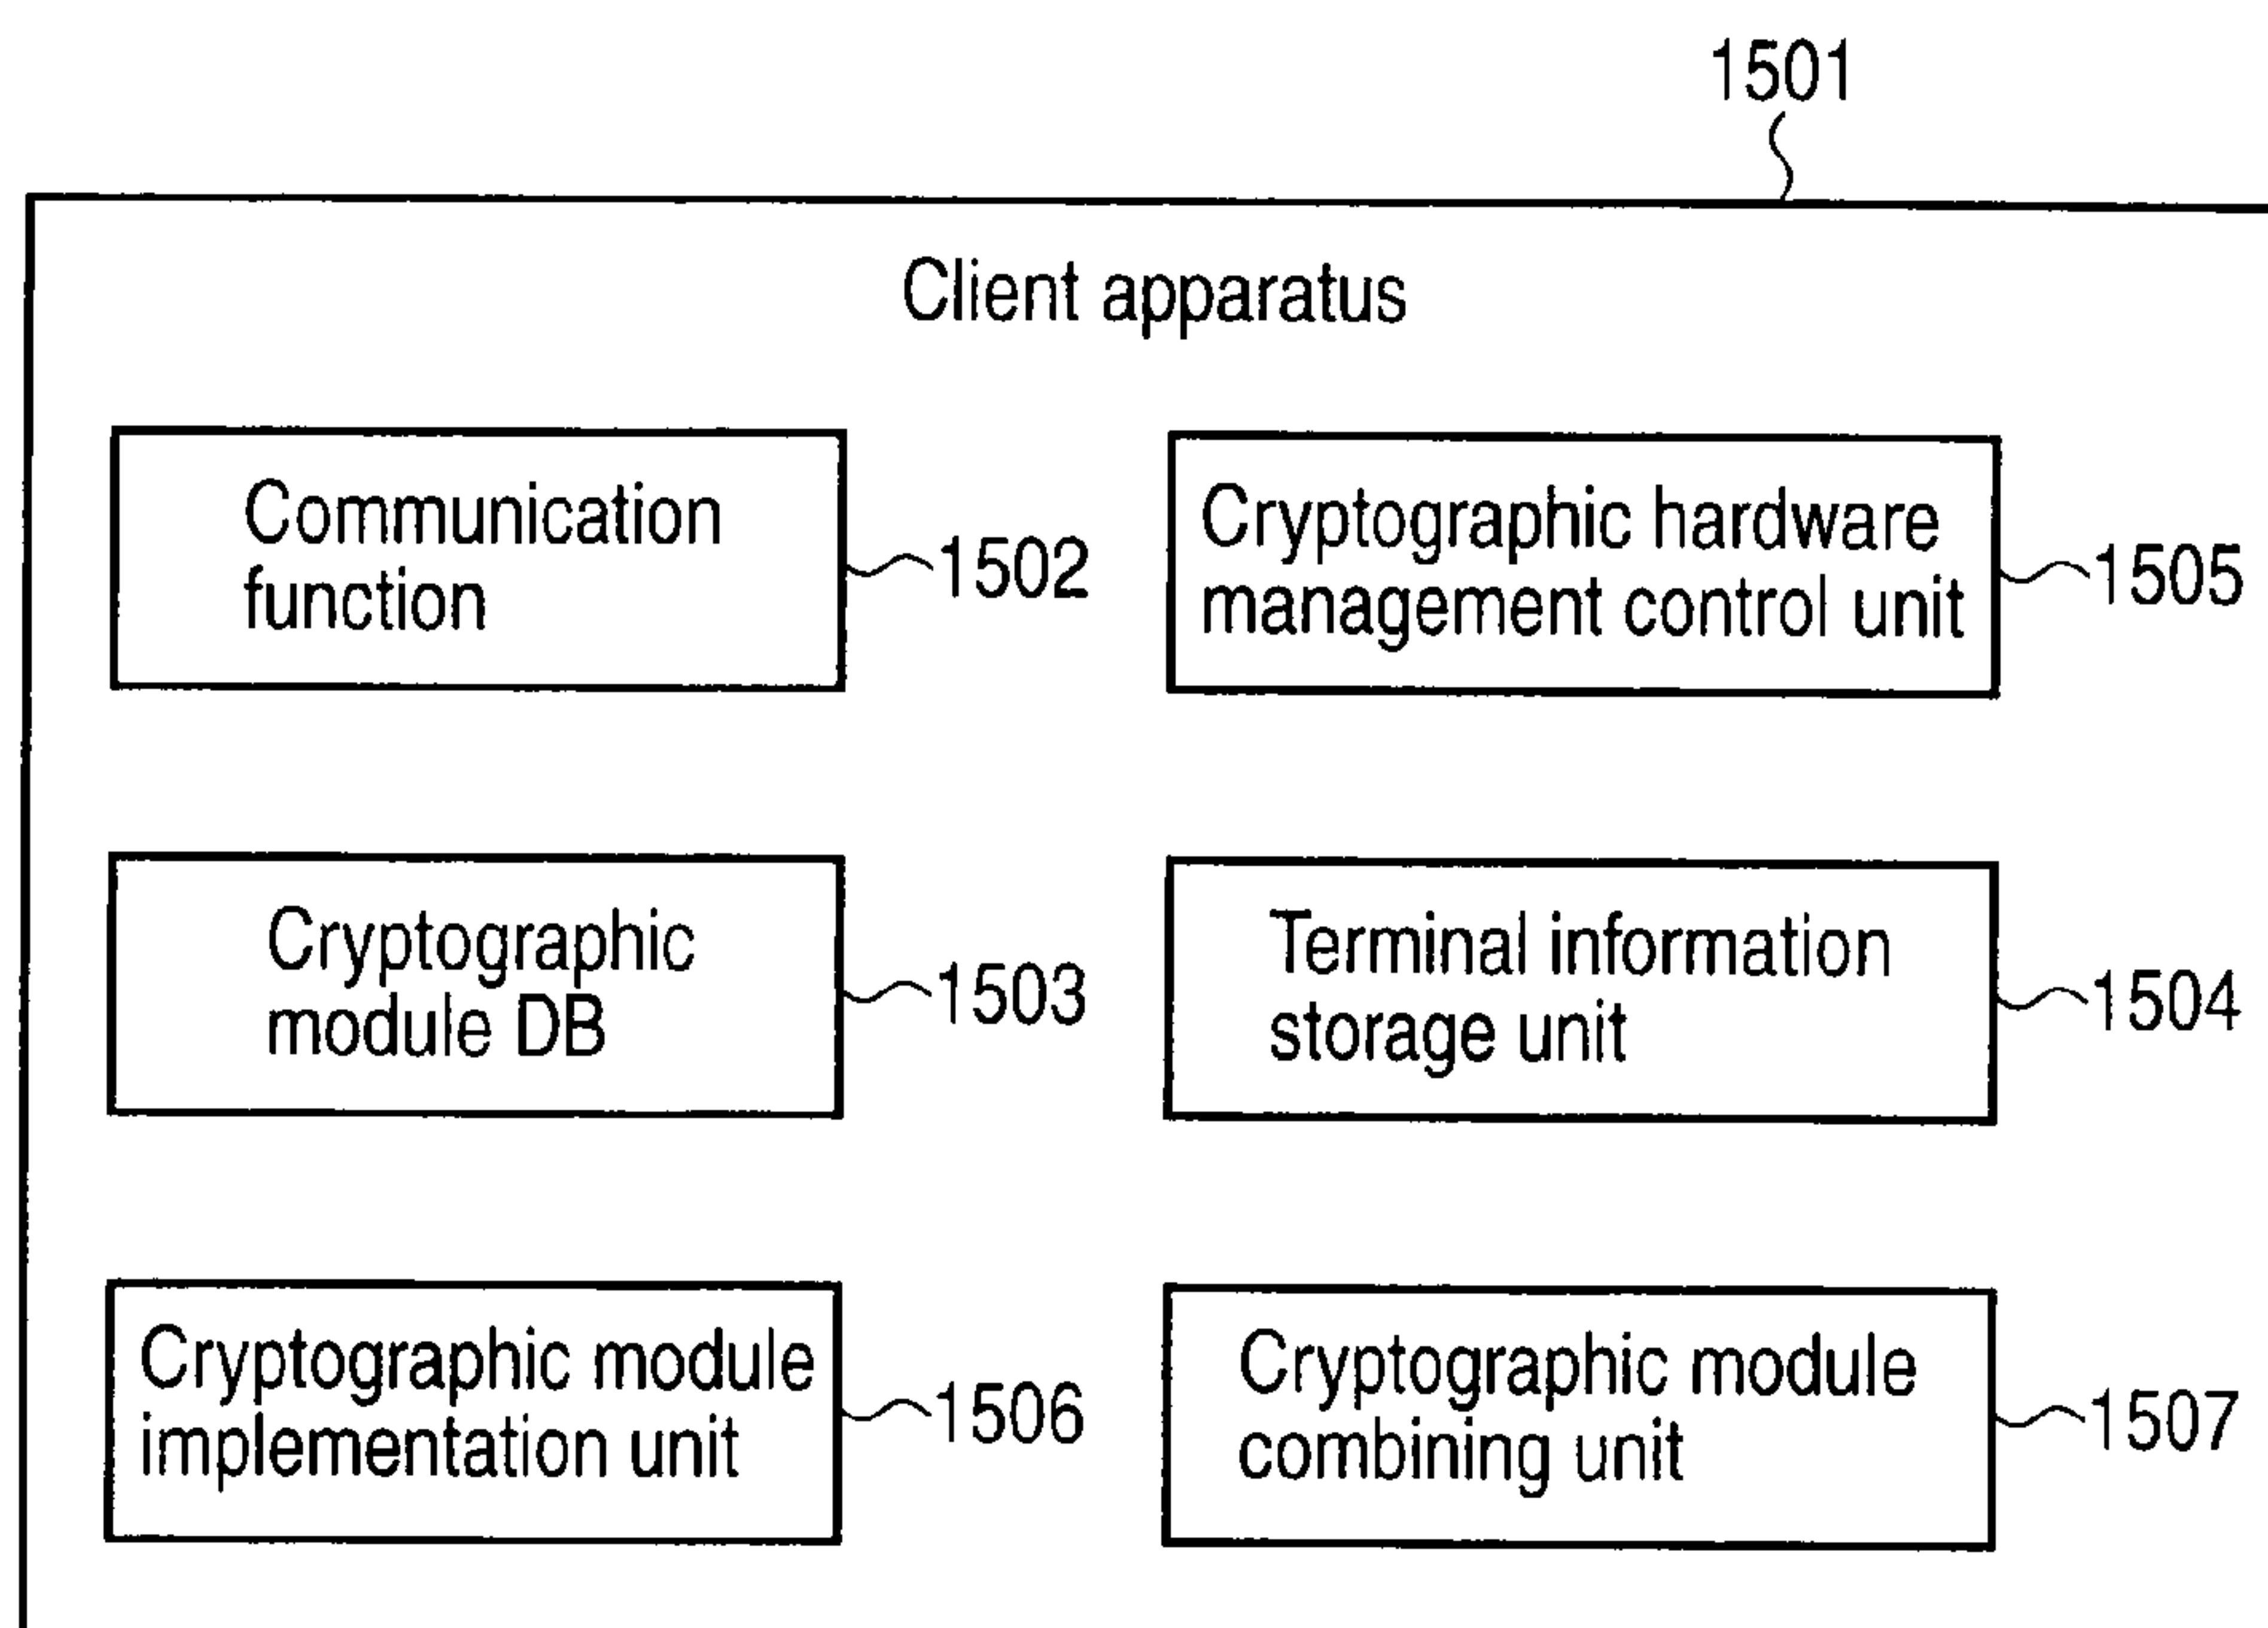 1501
Client apparatus
Communication
function
1502
Cryptographic hardware
management control unit
1505
Cryptographic
module DB
1503
Terminal information
storage unit
1504
Cryptographic module
implementation unit
1506
Cryptographic module
combining unit
1507